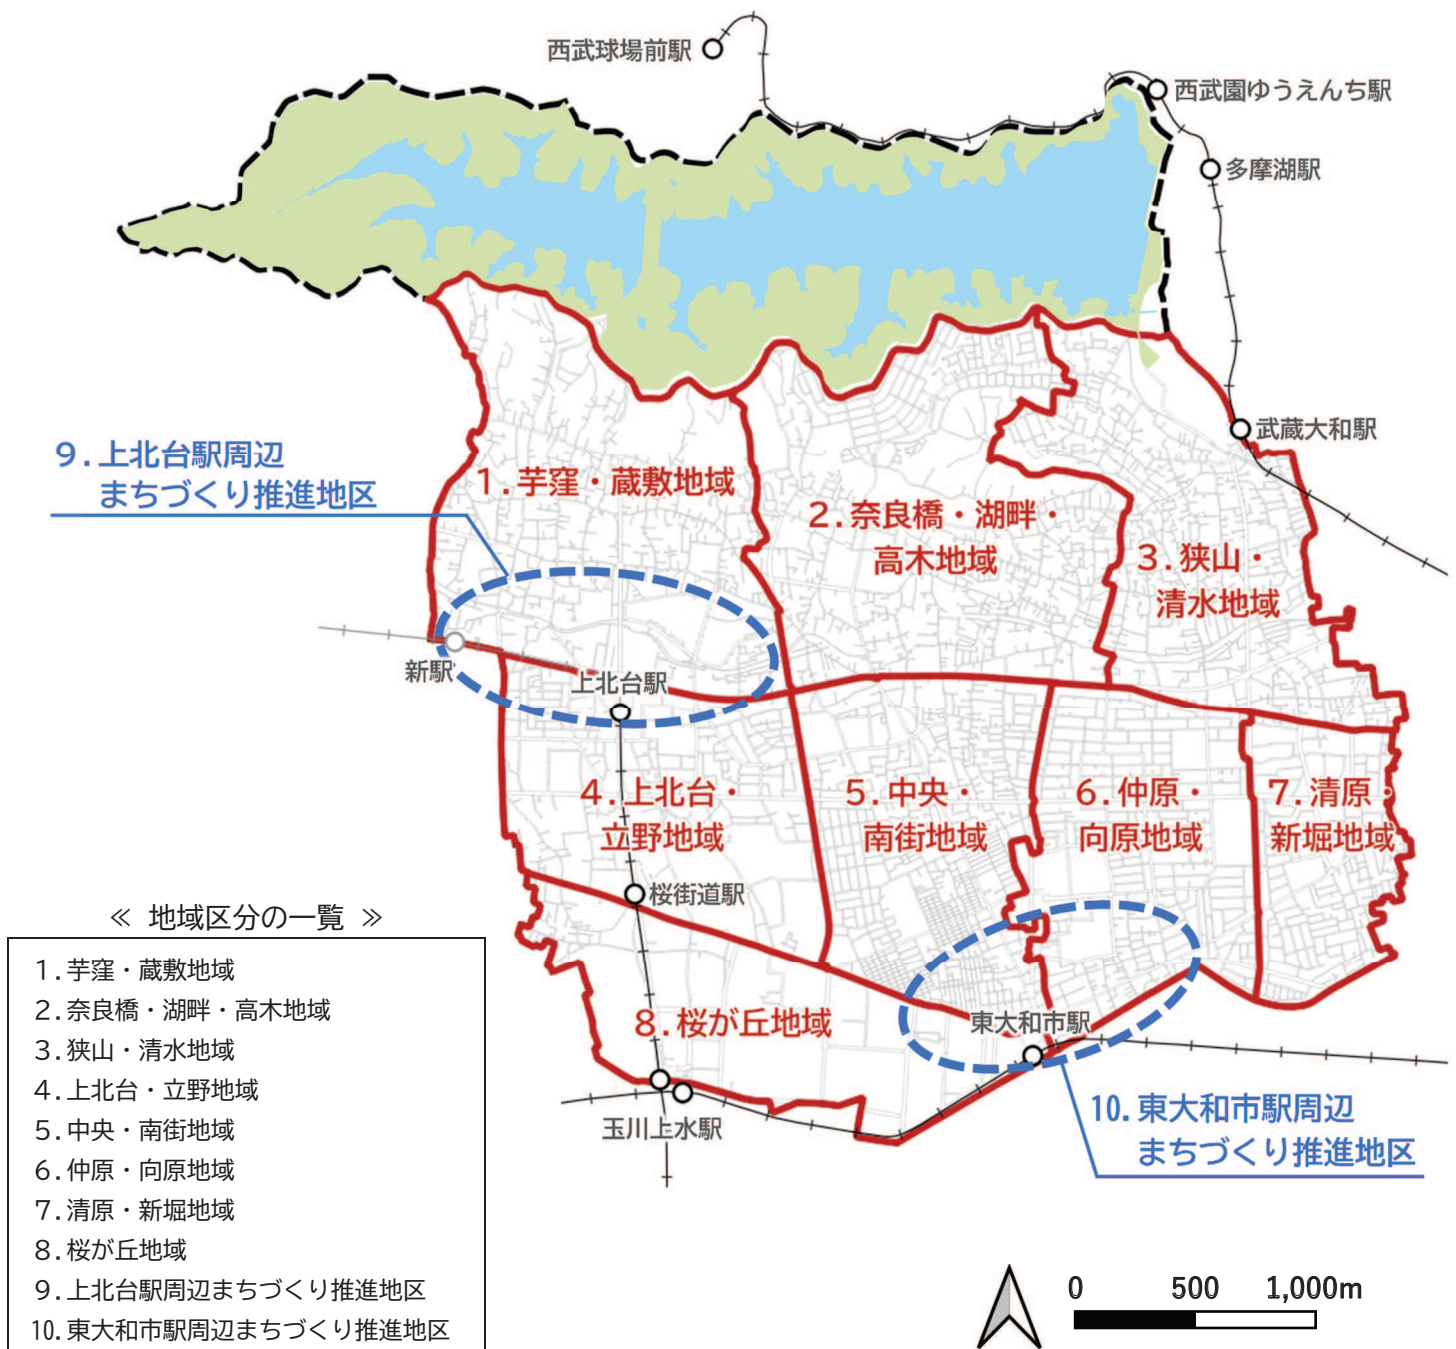 西武球場前駅
西武園ゆうえんち駅
多摩湖駅
武蔵大和駅
9.上北台駅周辺
まちづくり推進地区
1.芋窪・蔵敷地域
2.奈良橋・湖畔・
高木地域
3.狭山・
清水地域
新駅
上北台駅
4.上北台・
立野地域
5.中央・
南街地域
6.仲原・
向原地域
7.清原・
新堀地域
桜街道駅
8.桜が丘地域
東大和市駅
玉川上水駅
10.東大和市駅周辺
まちづくり推進地区
≪ 地域区分の一覧 ≫
1.芋窪・蔵敷地域
2.奈良橋・湖畔・高木地域
3.狭山・清水地域
4.上北台・立野地域
5.中央・南街地域
6.仲原・向原地域
7.清原・新堀地域
8.桜が丘地域
9.上北台駅周辺まちづくり推進地区
10.東大和市駅周辺まちづくり推進地区
0 500 1,000m